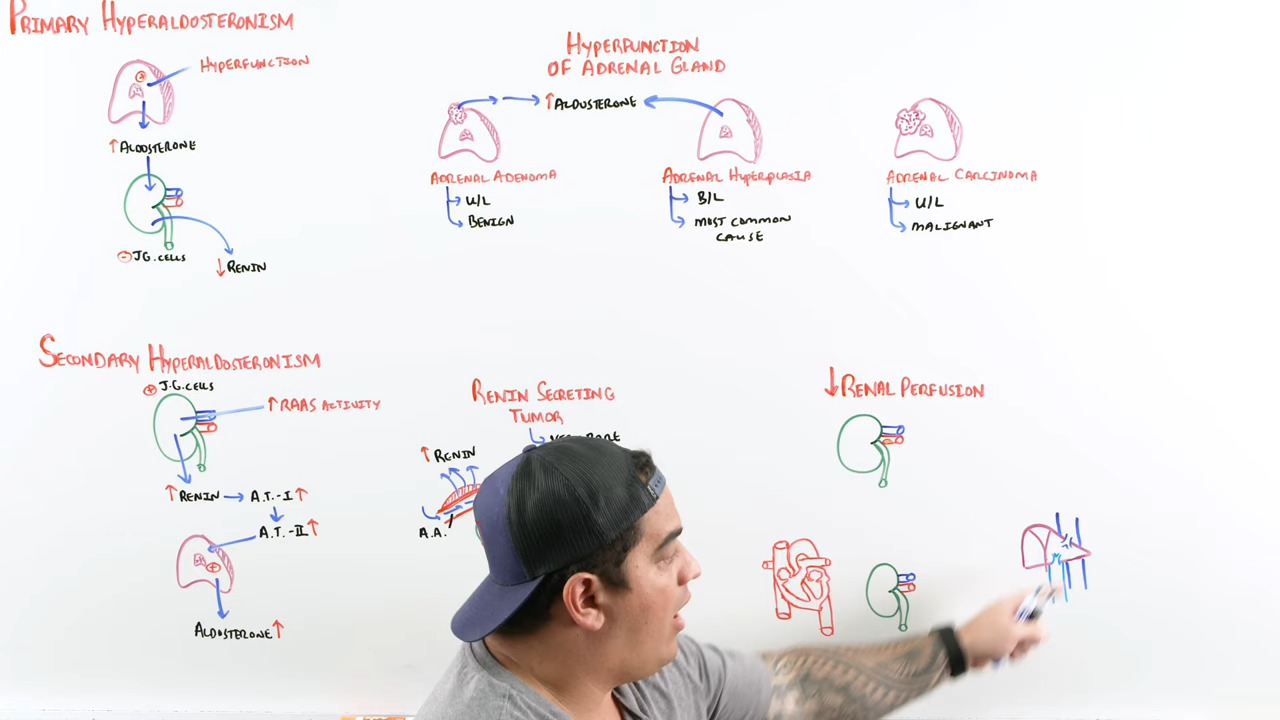 PRIMARY HYPERALDOSTERONISM
HYPERFUNCTION
↑ALDOSTERONE
⊖JG.CELLS
↓RENIN
HYPERFUNCTION
OF ADRENAL GLAND
↑ALDOSTERONE
ADRENAL ADENOMA
U/L
BENIGN
ADRENAL HYPERPLASIA
B/L
MOST COMMON
CAUSE
ADRENAL CARCINOMA
U/L
MALIGNANT
SECONDARY HYPERALDOSTERONISM
⊕J.G.CELLS
↑RAAS ACTIVITY
↑RENIN → A.T.-I↑
A.T.-II↑
ALDOSTERONE↑
RENIN SECRETING
TUMOR
↑RENIN
A.A.
↓RENAL PERFUSION